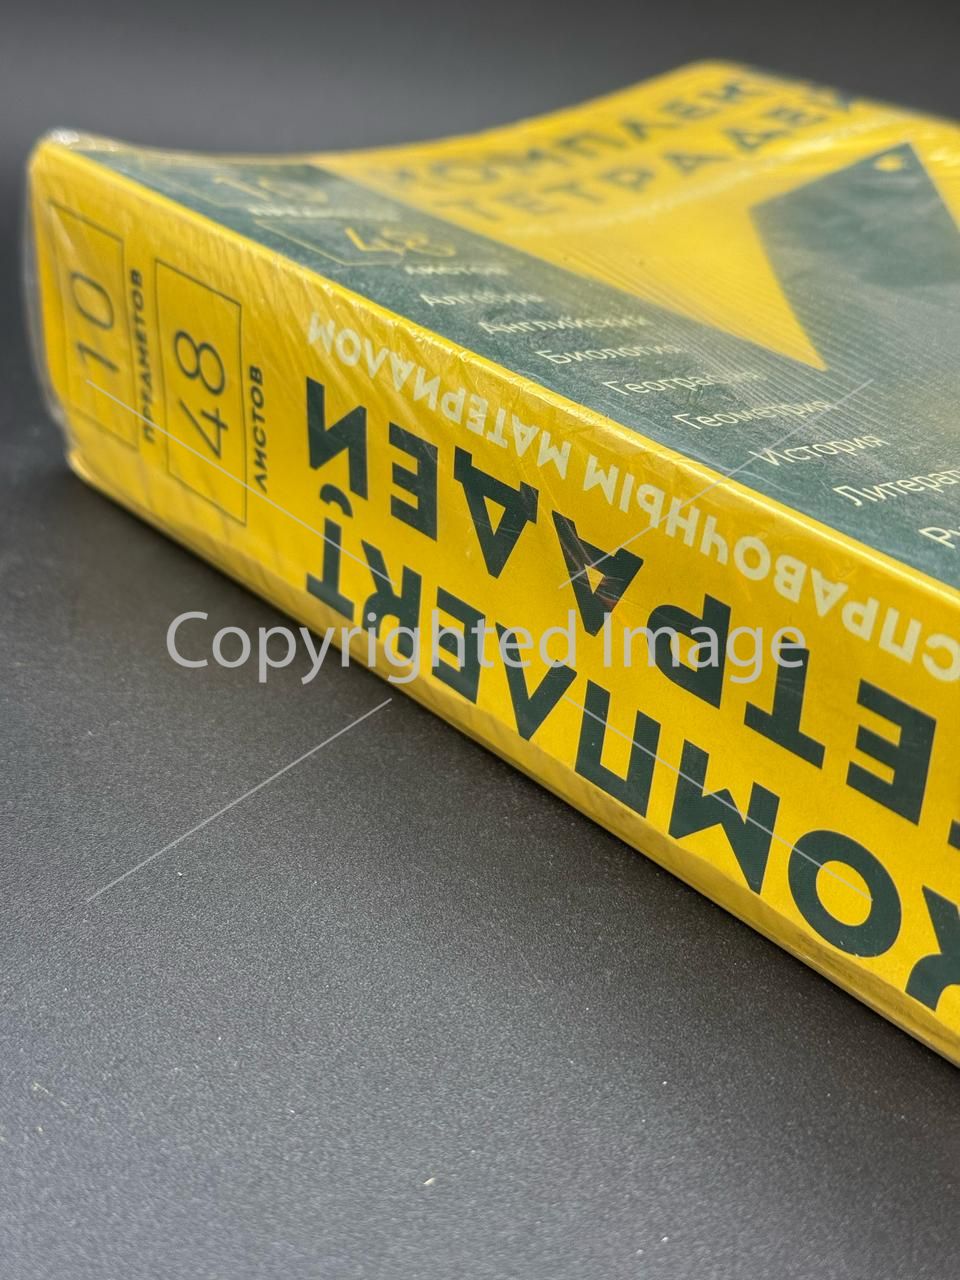 КОМПЛЕКТ
ТЕТРАДЕЙ
10
48
ЛИСТОВ
Алгебра
Английский
Биология
География
Геометрия
История
10
ПРЕДМЕТОВ
48
ЛИСТОВ
КОМПЛЕКТ
ТЕТРАДЕЙ
СПРАВОЧНЫМ МАТЕРИАЛОМ
Copyrighted Image